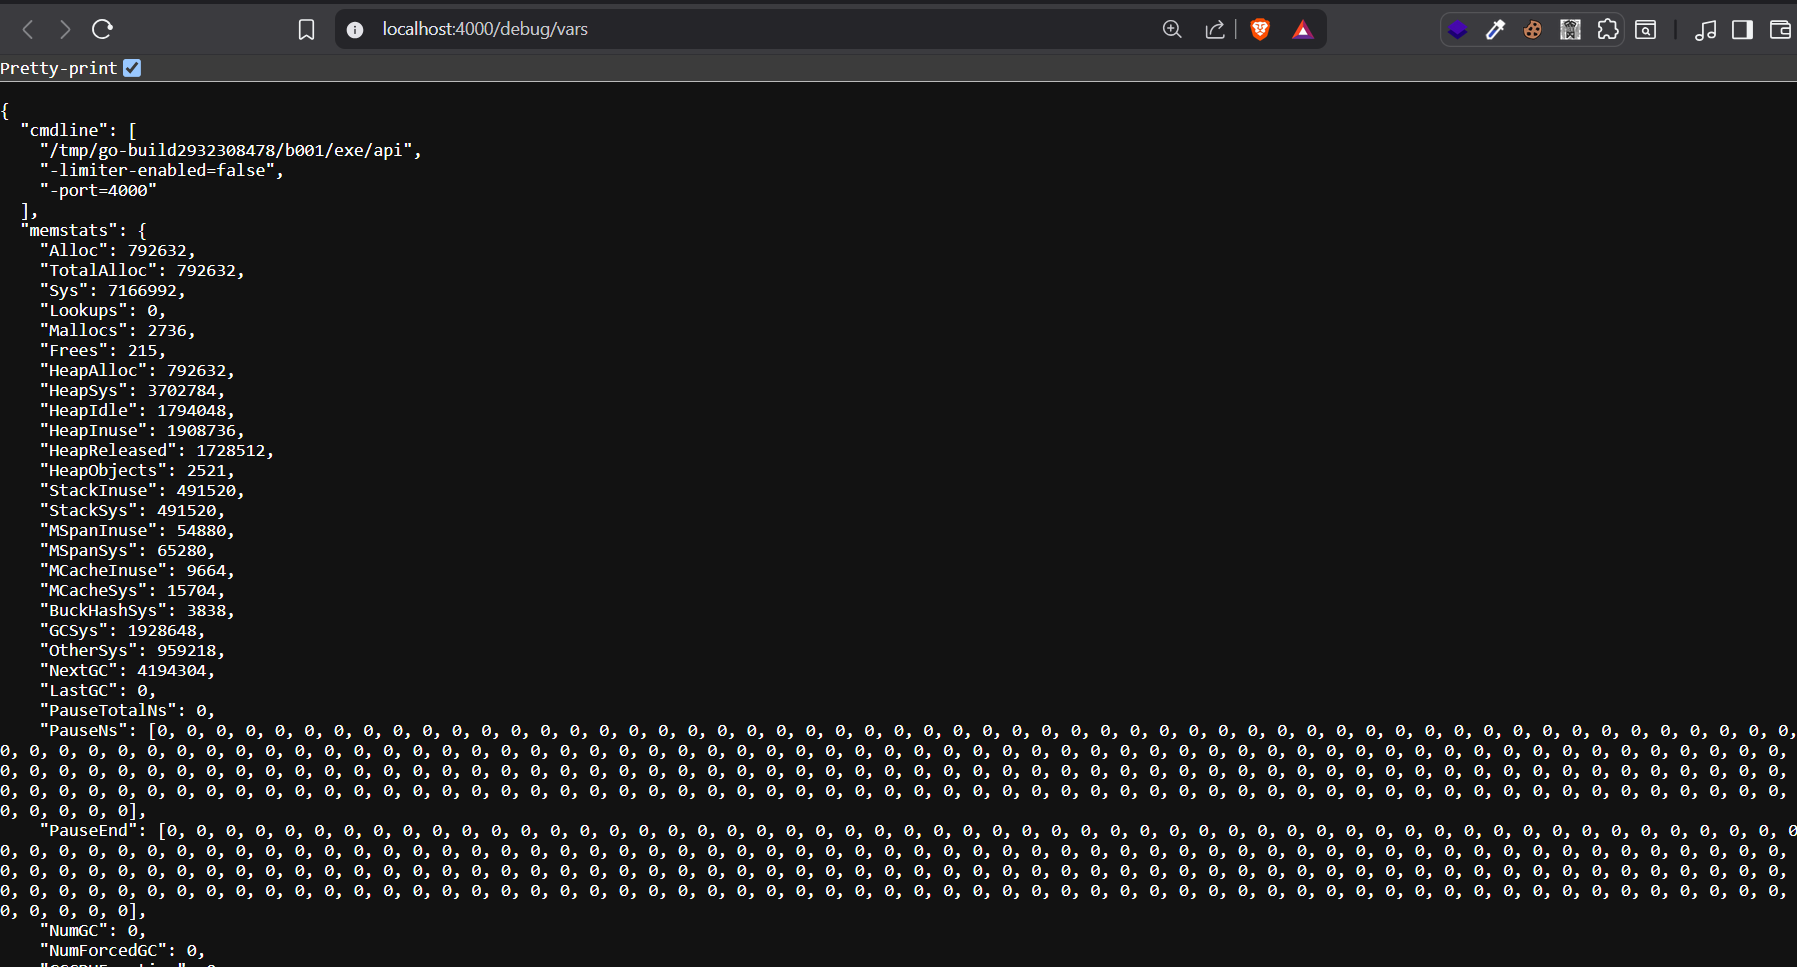 localhost:4000/debug/vars
Pretty-print
{
"cmdline": [
"/tmp/go-build2932308478/b001/exe/api",
"-limiter-enabled=false",
"-port=4000"
],
"memstats": {
"Alloc": 792632,
"TotalAlloc": 792632,
"Sys": 7166992,
"Lookups": 0,
"Mallocs": 2736,
"Frees": 215,
"HeapAlloc": 792632,
"HeapSys": 3702784,
"HeapIdle": 1794048,
"HeapInuse": 1908736,
"HeapReleased": 1728512,
"HeapObjects": 2521,
"StackInuse": 491520,
"StackSys": 491520,
"MSpanInuse": 54880,
"MSpanSys": 65280,
"MCacheInuse": 9664,
"MCacheSys": 15704,
"BuckHashSys": 3838,
"GCSys": 1928648,
"OtherSys": 959218,
"NextGC": 4194304,
"LastGC": 0,
"PauseTotalNs": 0,
"PauseNs": [0, 0, 0, 0, 0, 0, 0, 0, 0, 0, 0, 0, 0, 0, 0, 0, 0, 0, 0, 0, 0, 0, 0, 0, 0, 0, 0, 0, 0, 0, 0, 0, 0, 0, 0, 0, 0, 0, 0, 0, 0, 0, 0, 0, 0, 0, 0, 0, 0, 0, 0, 0, 0, 0, 0, 0,
0, 0, 0, 0, 0, 0, 0, 0, 0, 0, 0, 0, 0, 0, 0, 0, 0, 0, 0, 0, 0, 0, 0, 0, 0, 0, 0, 0, 0, 0, 0, 0, 0, 0, 0, 0, 0, 0, 0, 0, 0, 0, 0, 0, 0, 0, 0, 0, 0, 0, 0, 0, 0, 0, 0, 0, 0, 0, 0, 0, 0,
0, 0, 0, 0, 0, 0, 0, 0, 0, 0, 0, 0, 0, 0, 0, 0, 0, 0, 0, 0, 0, 0, 0, 0, 0, 0, 0, 0, 0, 0, 0, 0, 0, 0, 0, 0, 0, 0, 0, 0, 0, 0, 0, 0, 0, 0, 0, 0, 0, 0, 0, 0, 0, 0, 0, 0, 0, 0, 0, 0, 0,
0, 0, 0, 0, 0, 0, 0, 0, 0, 0, 0, 0, 0, 0, 0, 0, 0, 0, 0, 0, 0, 0, 0, 0, 0, 0, 0, 0, 0, 0, 0, 0, 0, 0, 0, 0, 0, 0, 0, 0, 0, 0, 0, 0, 0, 0, 0, 0, 0, 0, 0, 0, 0, 0, 0, 0, 0, 0, 0, 0, 0,
0, 0, 0, 0, 0],
"PauseEnd": [0, 0, 0, 0, 0, 0, 0, 0, 0, 0, 0, 0, 0, 0, 0, 0, 0, 0, 0, 0, 0, 0, 0, 0, 0, 0, 0, 0, 0, 0, 0, 0, 0, 0, 0, 0, 0, 0, 0, 0, 0, 0, 0, 0, 0, 0, 0, 0, 0, 0, 0, 0, 0, 0, 0, 0
0, 0, 0, 0, 0, 0, 0, 0, 0, 0, 0, 0, 0, 0, 0, 0, 0, 0, 0, 0, 0, 0, 0, 0, 0, 0, 0, 0, 0, 0, 0, 0, 0, 0, 0, 0, 0, 0, 0, 0, 0, 0, 0, 0, 0, 0, 0, 0, 0, 0, 0, 0, 0, 0, 0, 0, 0, 0, 0, 0, 0,
0, 0, 0, 0, 0, 0, 0, 0, 0, 0, 0, 0, 0, 0, 0, 0, 0, 0, 0, 0, 0, 0, 0, 0, 0, 0, 0, 0, 0, 0, 0, 0, 0, 0, 0, 0, 0, 0, 0, 0, 0, 0, 0, 0, 0, 0, 0, 0, 0, 0, 0, 0, 0, 0, 0, 0, 0, 0, 0, 0, 0,
0, 0, 0, 0, 0, 0, 0, 0, 0, 0, 0, 0, 0, 0, 0, 0, 0, 0, 0, 0, 0, 0, 0, 0, 0, 0, 0, 0, 0, 0, 0, 0, 0, 0, 0, 0, 0, 0, 0, 0, 0, 0, 0, 0, 0, 0, 0, 0, 0, 0, 0, 0, 0, 0, 0, 0, 0, 0, 0, 0, 0,
0, 0, 0, 0, 0],
"NumGC": 0,
"NumForcedGC": 0,